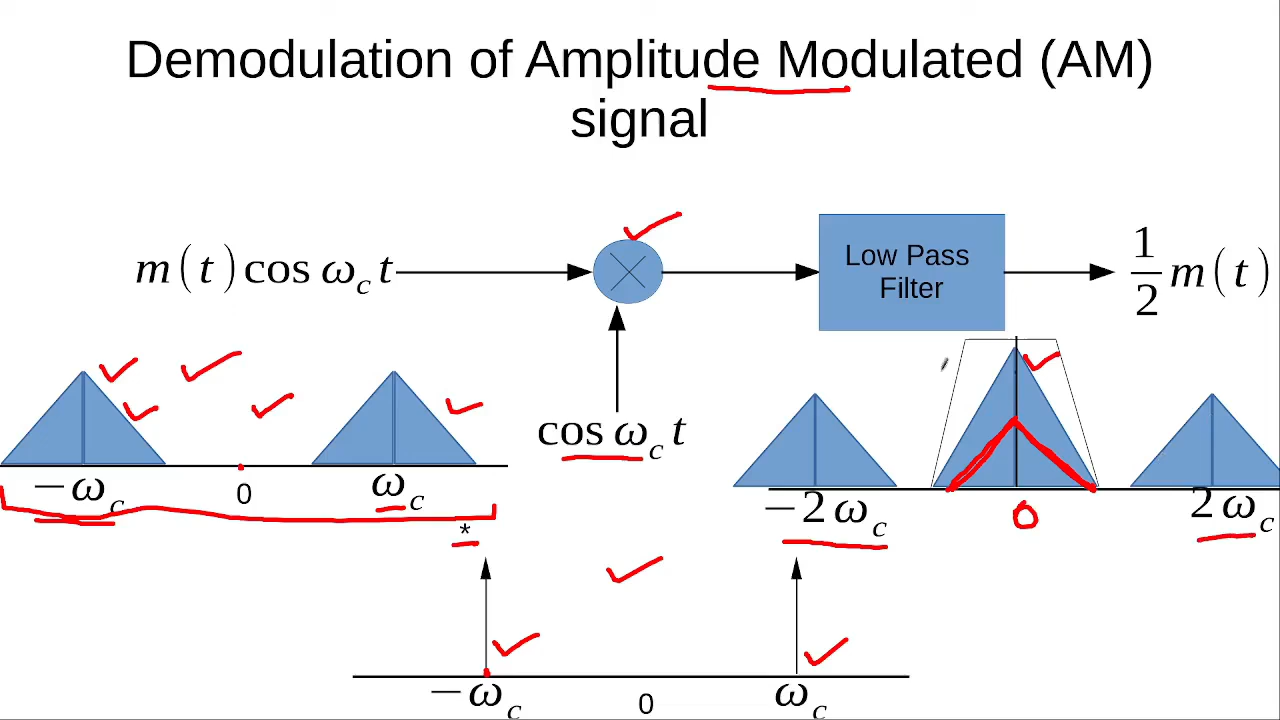 Demodulation of Amplitude Modulated (AM)
signal
m(t)cos ω_c t
Low Pass
Filter
1/2 m(t)
cos ω_c t
−ω_c
0
ω_c
−2ω_c
0
2ω_c
*
−ω_c
0
ω_c